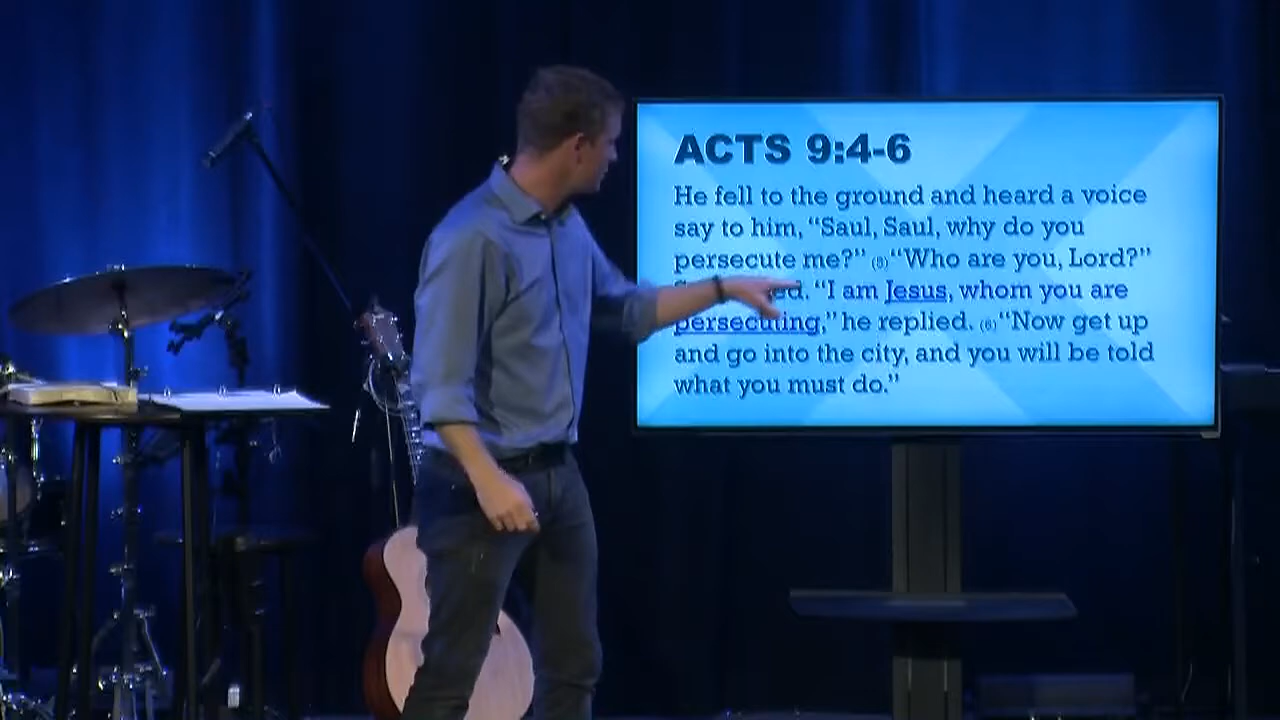 ACTS 9:4-6
He fell to the ground and heard a voice
say to him, “Saul, Saul, why do you
persecute me?” (5) “Who are you, Lord?”
“I am Jesus, whom you are
persecuting,” he replied. (6) “Now get up
and go into the city, and you will be told
what you must do.”